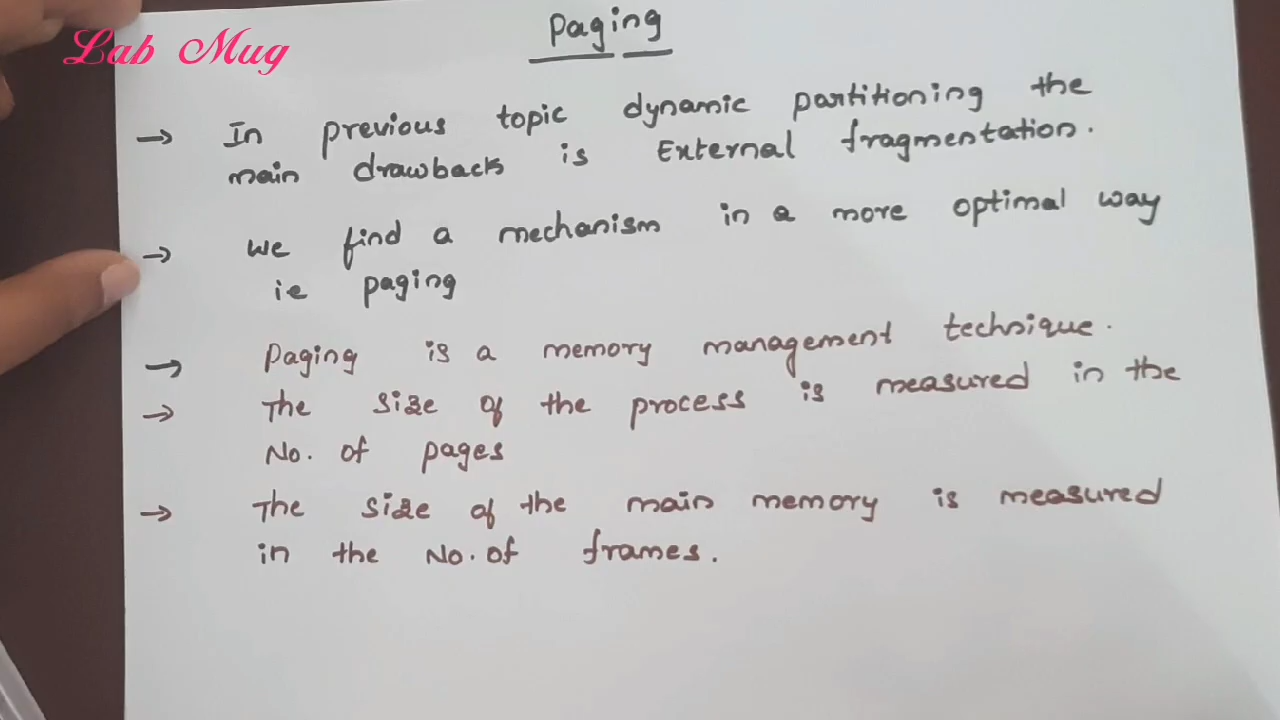 Lab Mug
Paging
→ In previous topic dynamic partitioning the
main drawback is External fragmentation.
→ We find a mechanism in a more optimal way
ie paging
→ Paging is a memory management technique.
→ The size of the process is measured in the
No. of pages
→ The size of the main memory is measured
in the No. of frames.